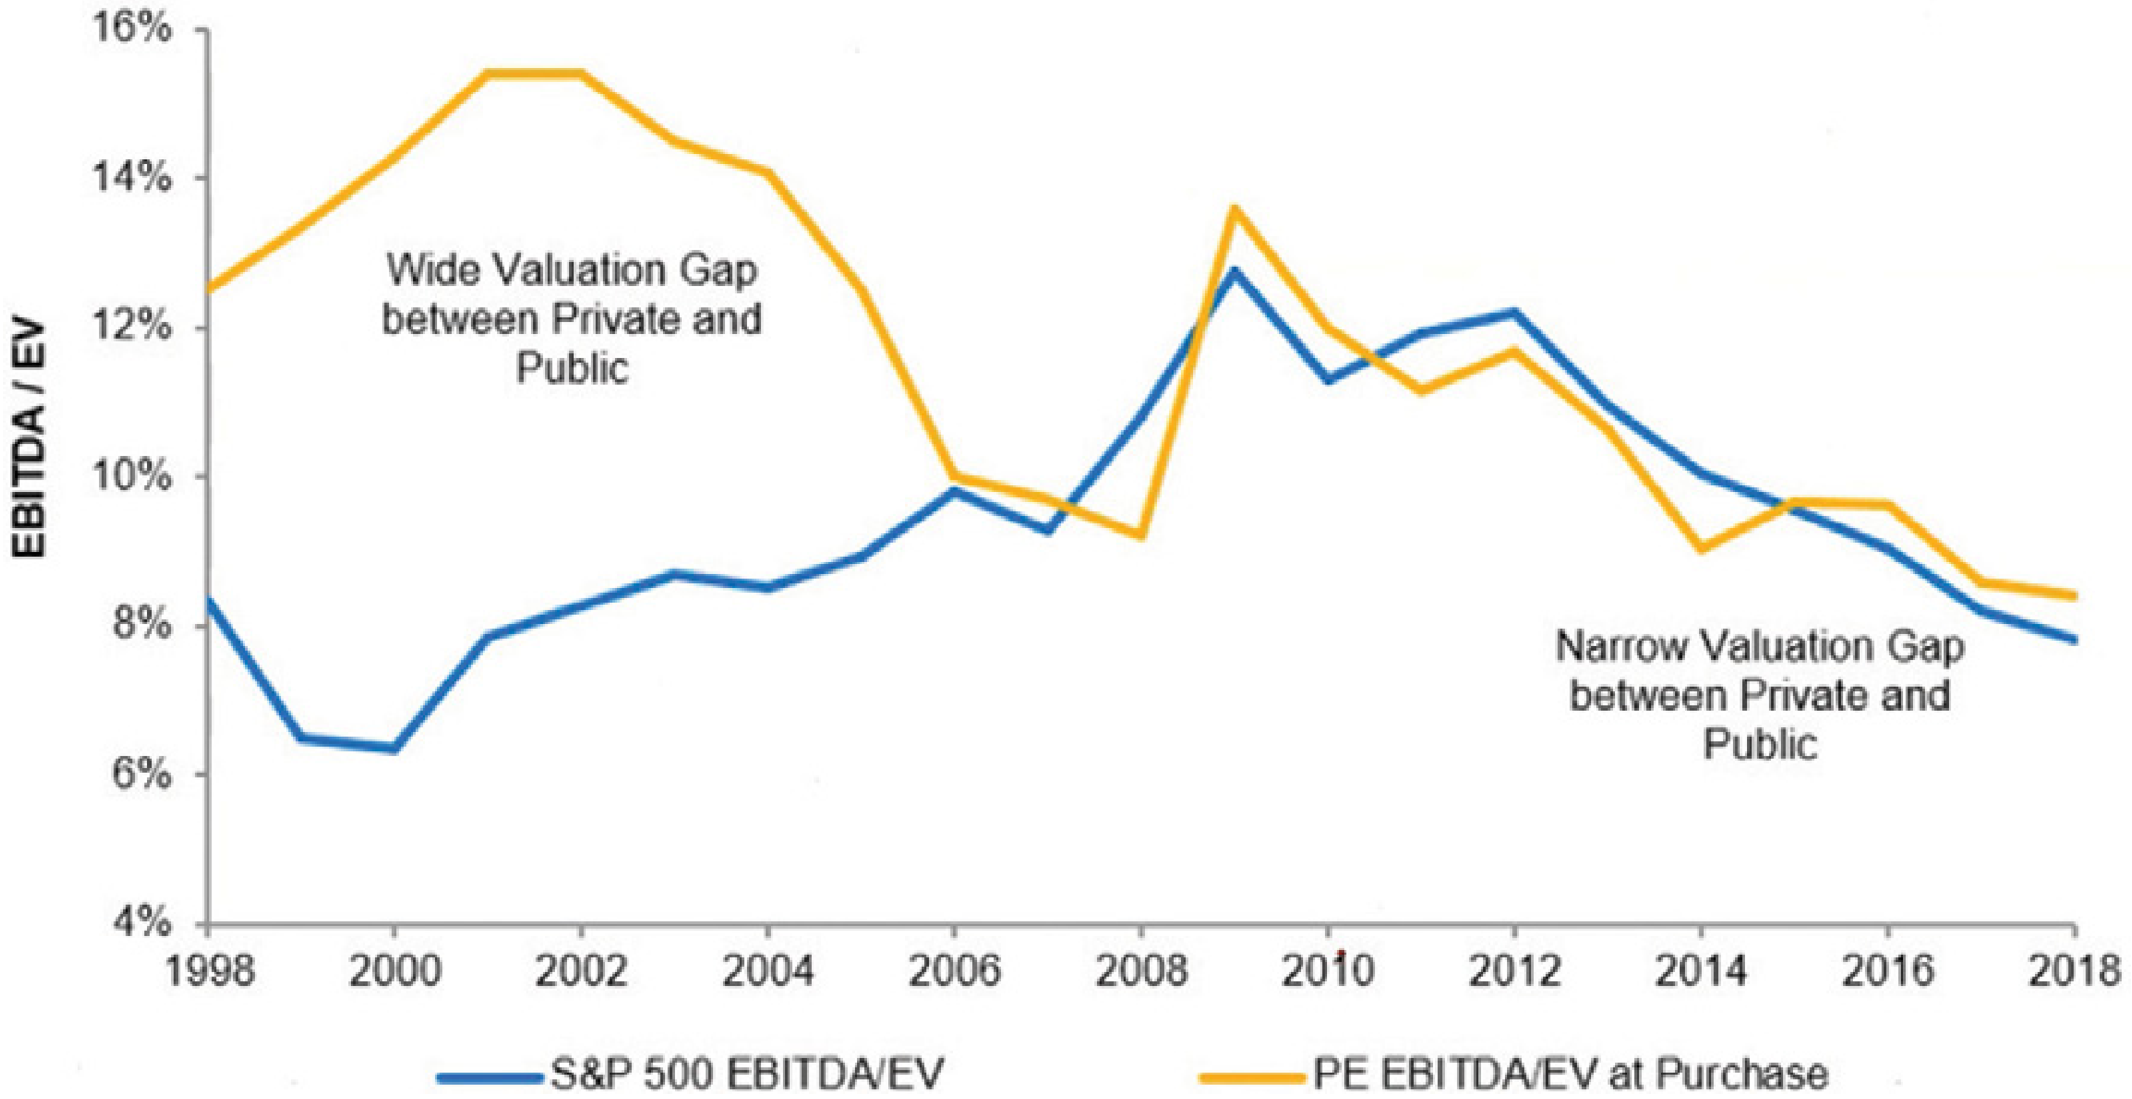 16%
14%
12%
10%
8%
6%
4%
EBITDA / EV
Wide Valuation Gap
between Private and
Public
Narrow Valuation Gap
between Private and
Public
1998 2000 2002 2004 2006 2008 2010 2012 2014 2016 2018
S&P 500 EBITDA/EV PE EBITDA/EV at Purchase